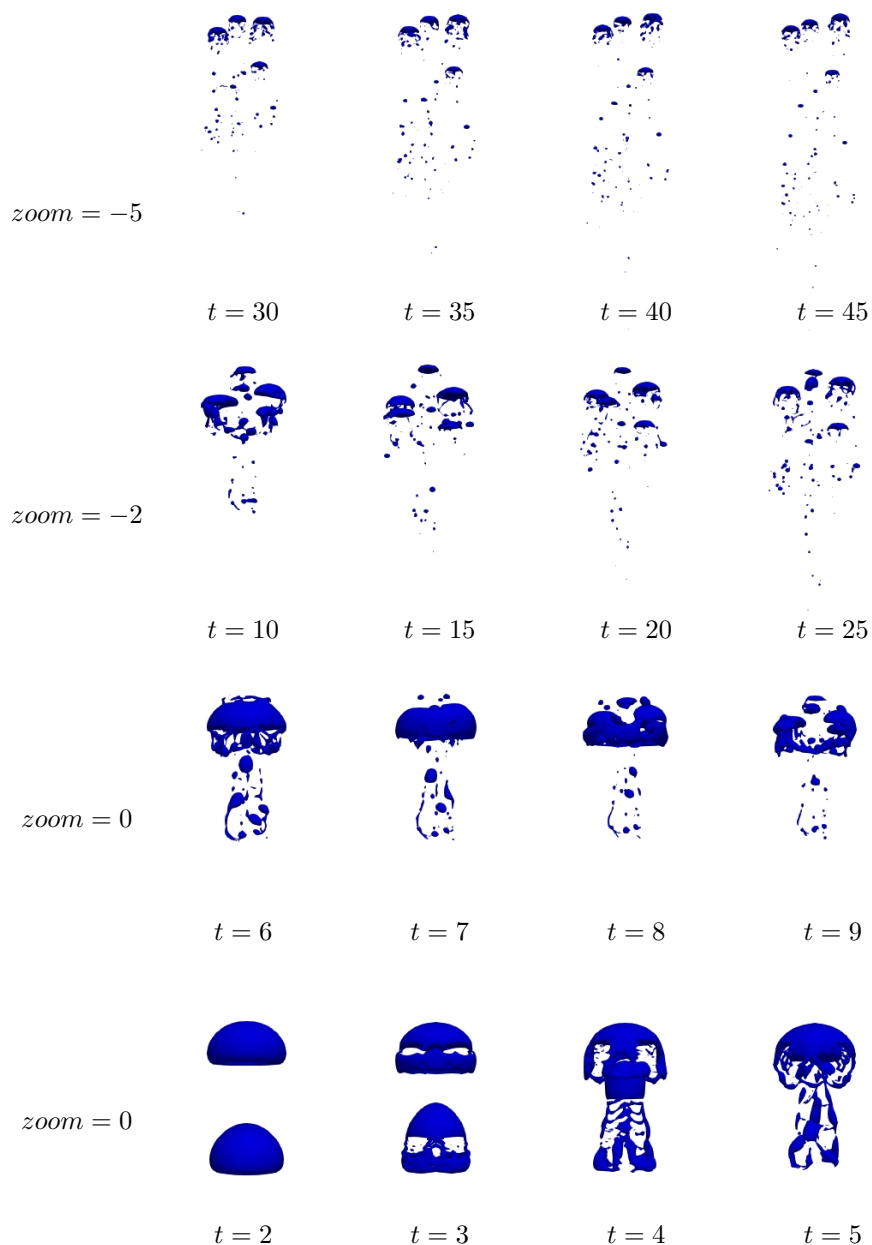 zoom = −5
t = 30 t = 35 t = 40 t = 45
zoom = −2
t = 10 t = 15 t = 20 t = 25
zoom = 0
t = 6 t = 7 t = 8 t = 9
zoom = 0
t = 2 t = 3 t = 4 t = 5